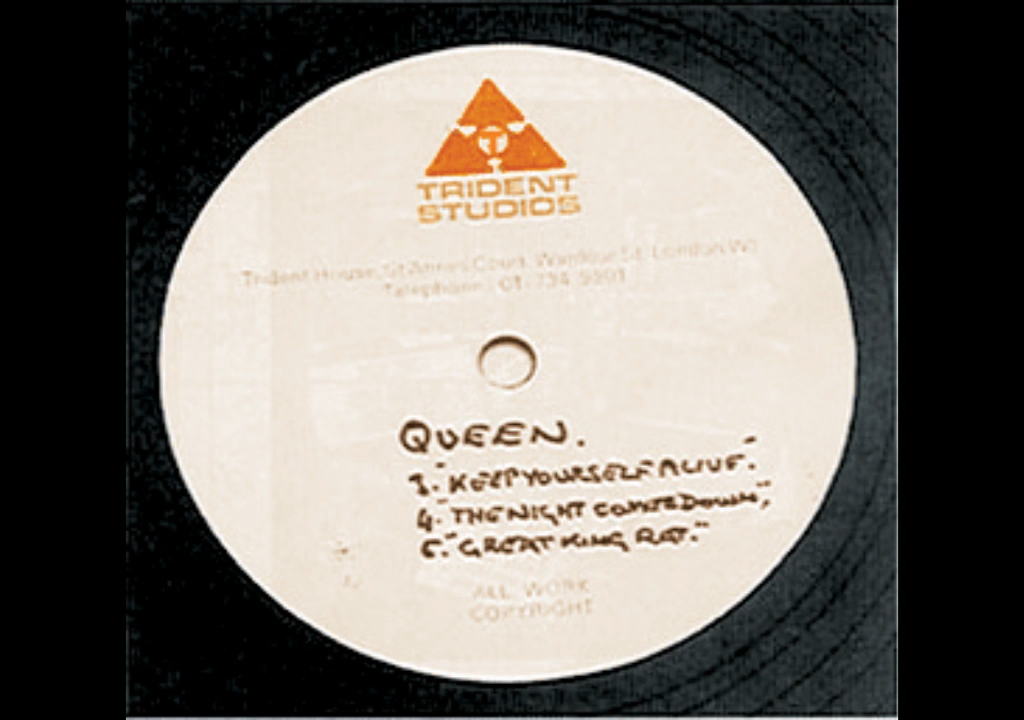 T
TRIDENT
STUDIOS
Trident House, St Annes Court, Wardour St. London W1
Telephone: 01-734 9901
QUEEN.
3. "KEEP YOURSELF ALIVE".
4. "THE NIGHT COMES DOWN",
5. "GREAT KING RAT."
ALL WORK
COPYRIGHT